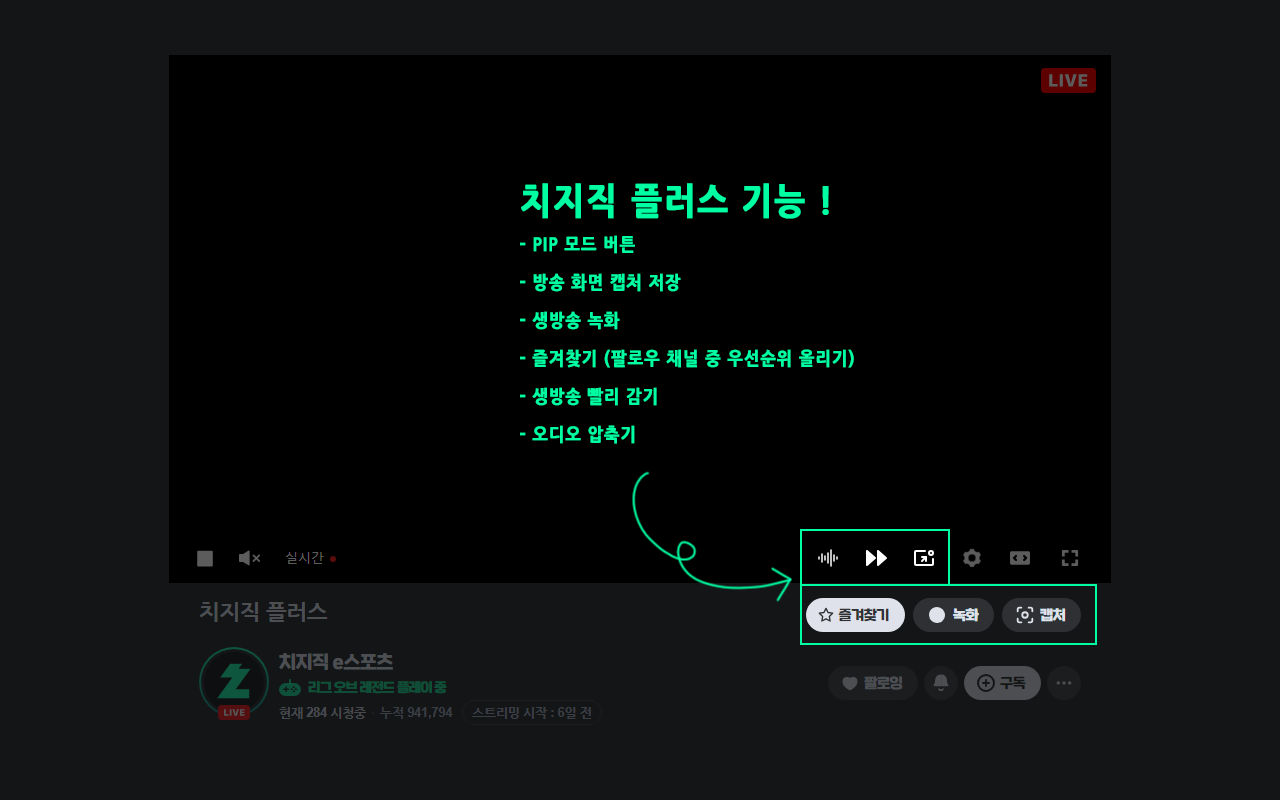 LIVE
치지직 플러스 기능 !
- PIP 모드 버튼
- 방송 화면 캡처 저장
- 생방송 녹화
- 즐겨찾기 (팔로우 채널 중 우선순위 올리기)
- 생방송 빨리 감기
- 오디오 압축기
실시간
치지직 플러스
즐겨찾기 녹화 캡처
치지직 e스포츠
리그 오브 레전드 플레이 중
LIVE
현재 284 시청중 · 누적 941,794 스트리밍 시작 : 6일 전
팔로잉 구독